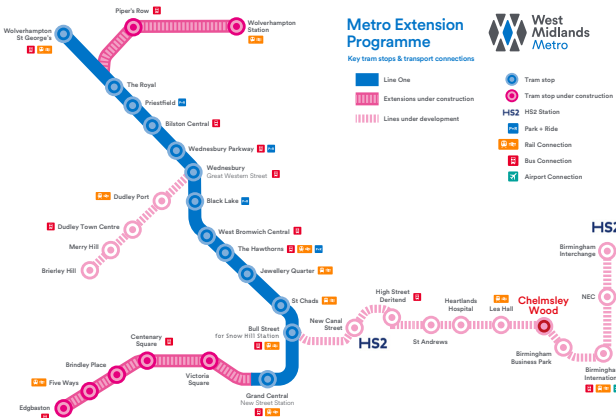 Metro Extension
Programme
Key tram stops & transport connections
West
Midlands
Metro
Line One
Extensions under construction
Lines under development
Tram stop
Tram stop under construction
HS2 HS2 Station
P+R Park + Ride
Rail Connection
Bus Connection
Airport Connection
Piper's Row
Wolverhampton
Station
Wolverhampton
St George's
The Royal
Priestfield
Bilston Central
Wednesbury Parkway
Wednesbury
Great Western Street
Dudley Port
Black Lake
Dudley Town Centre
Merry Hill
Brierley Hill
West Bromwich Central
The Hawthorns
Jewellery Quarter
St Chads
Bull Street
for Snow Hill Station
Grand Central
New Street Station
Victoria
Square
Centenary
Square
Brindley Place
Five Ways
Edgbaston
New Canal
Street
HS2
High Street
Deritend
St Andrews
Heartlands
Hospital
Lea Hall
Chelmsley
Wood
Birmingham
Business Park
HS2
Birmingham
Interchange
NEC
Birmingham
Internation